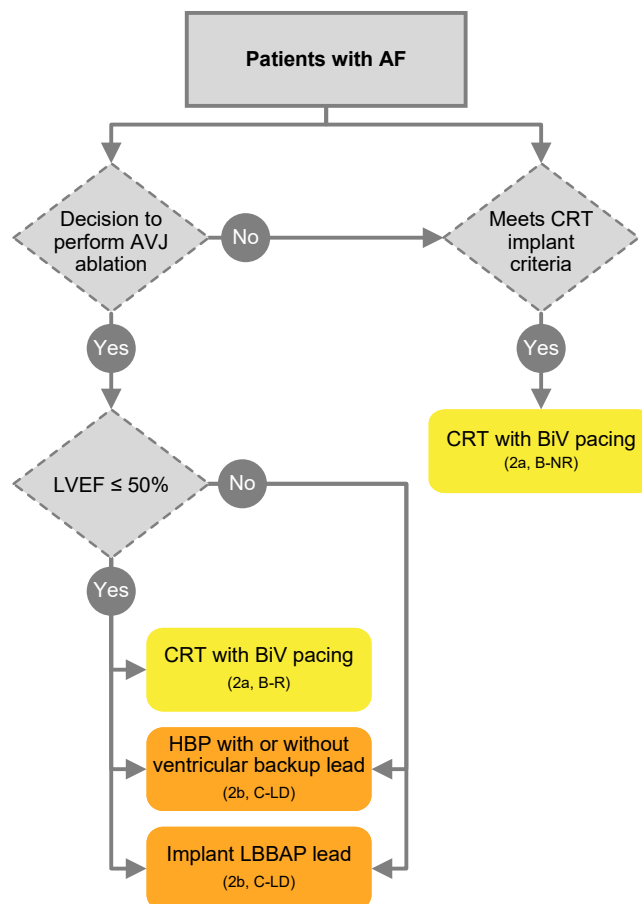 Patients with AF
Decision to
perform AVJ
ablation
No
Meets CRT
implant
criteria
Yes
Yes
CRT with BiV pacing
(2a, B-NR)
LVEF ≤ 50%
No
Yes
CRT with BiV pacing
(2a, B-R)
HBP with or without
ventricular backup lead
(2b, C-LD)
Implant LBBAP lead
(2b, C-LD)